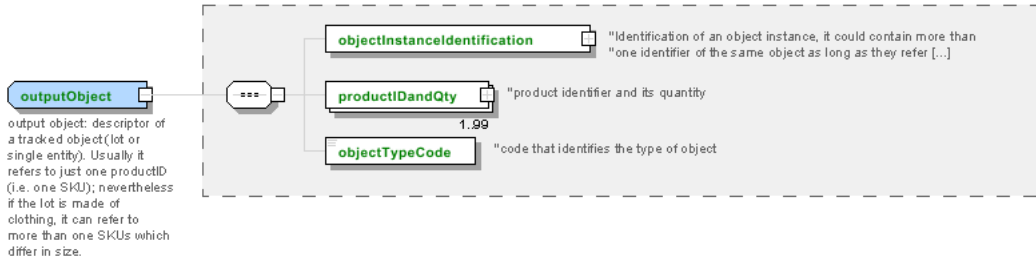 objectInstanceIdentification
"Identification of an object instance, it could contain more than
"one identifier of the same object as long as they refer [...]
outputObject
productIDandQty
"product identifier and its quantity
1..99
output object: descriptor of
a tracked object(lot or
single entity). Usually it
refers to just one productID
(i.e. one SKU); nevertheless
if the lot is made of
clothing, it can refer to
more than one SKUs which
differ in size.
objectTypeCode
"code that identifies the type of object